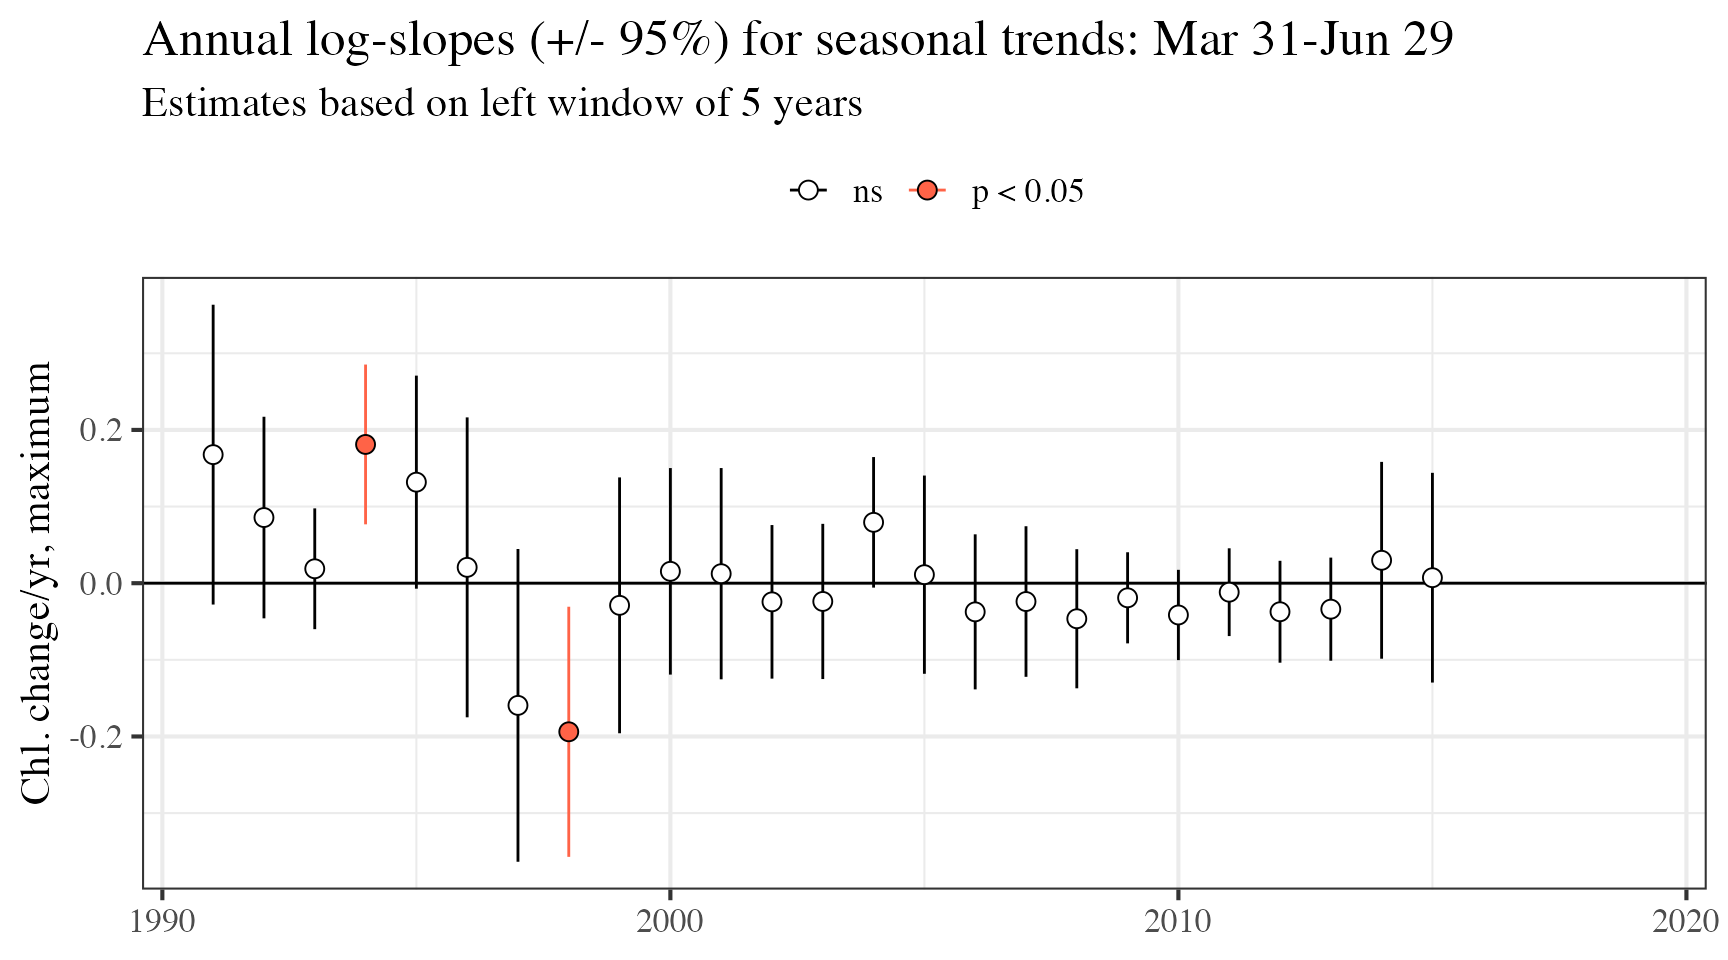 Annual log-slopes (+/- 95%) for seasonal trends: Mar 31-Jun 29
Estimates based on left window of 5 years
ns p < 0.05
Chl. change/yr, maximum
0.2
0.0
-0.2
1990 2000 2010 2020